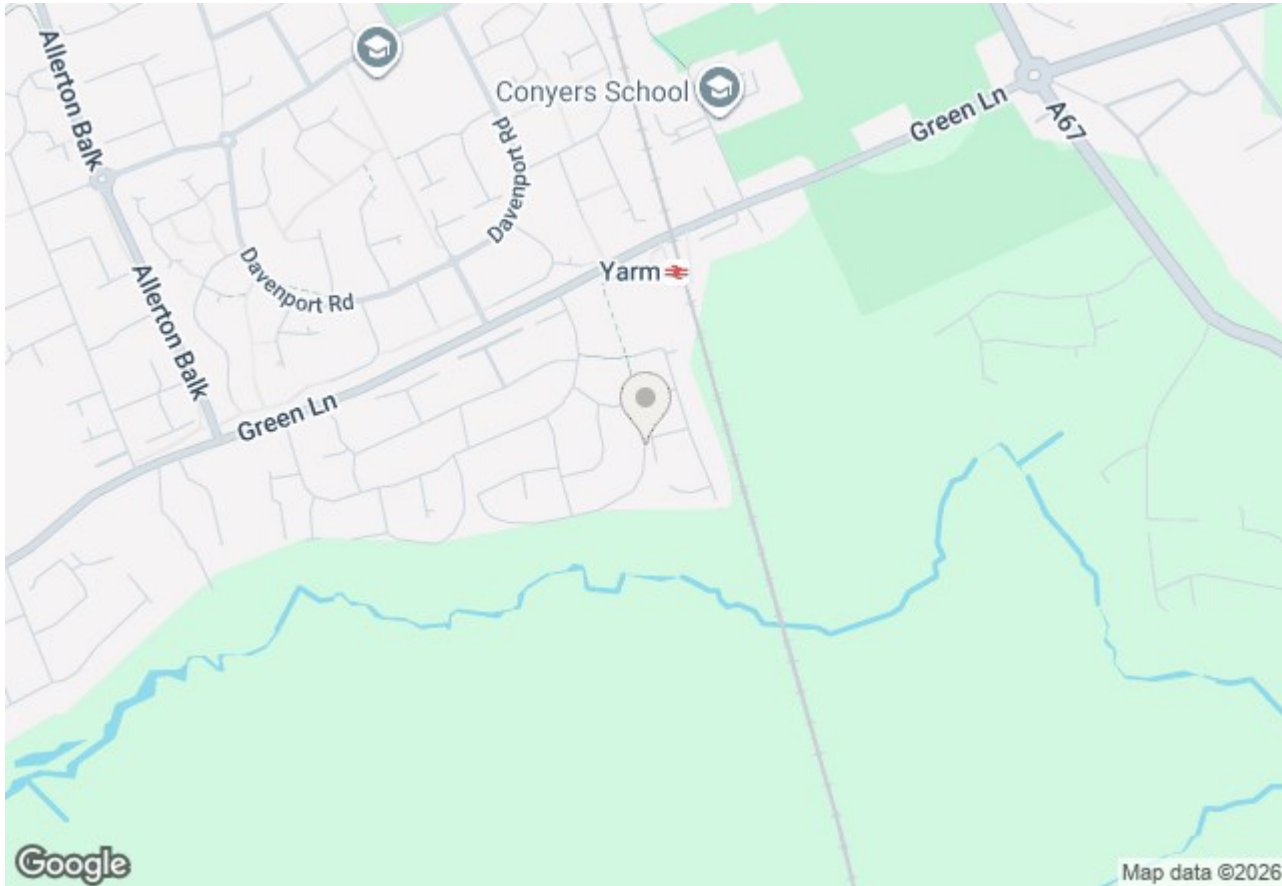 Allerton Balk
Conyers School
Green Ln
A67
Davenport Rd
Yarm
Davenport Rd
Allerton Balk
Green Ln
Google
Map data ©2026